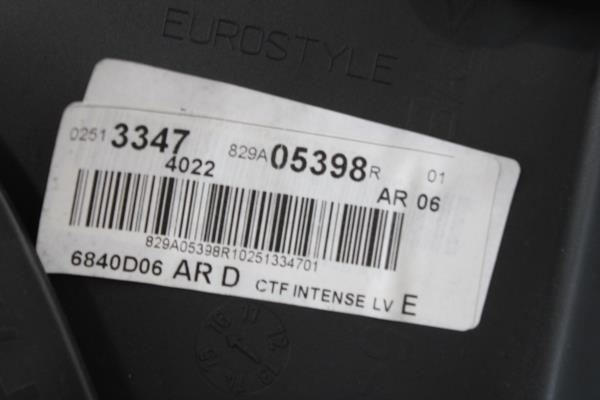 EUROSTYLE
0251 3347 829A 05398 R 01
4022 AR 06
829A05398R10251334701
6840D06 AR D CTF INTENSE LV E